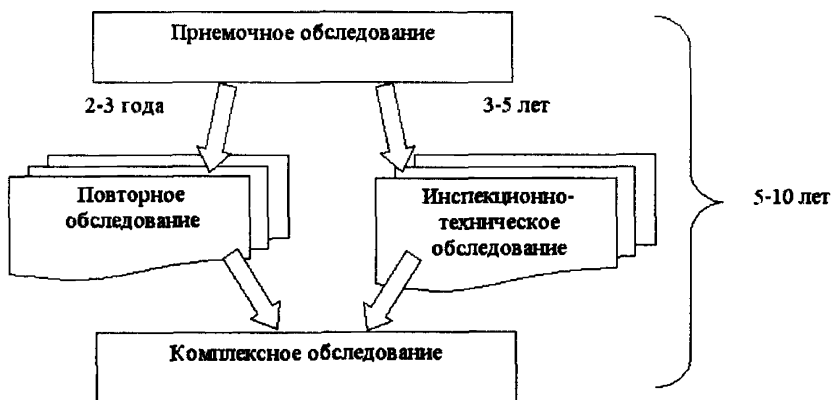 Приемочное обследование
2-3 года
3-5 лет
Повторное
обследование
Инспекционно-
техническое
обследование
5-10 лет
Комплексное обследование